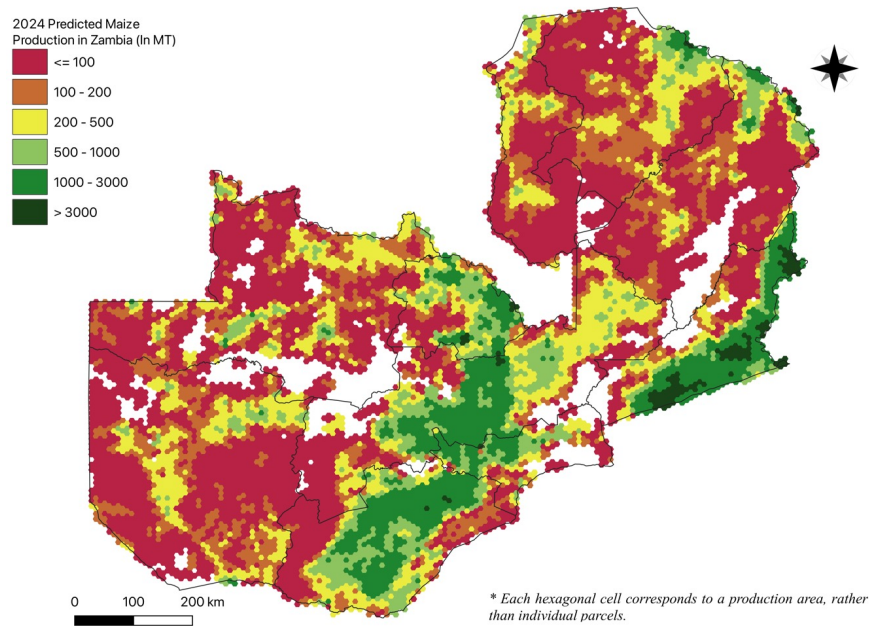 2024 Predicted Maize
Production in Zambia (In MT)
<= 100
100 - 200
200 - 500
500 - 1000
1000 - 3000
> 3000
0 100 200 km
* Each hexagonal cell corresponds to a production area, rather
than individual parcels.